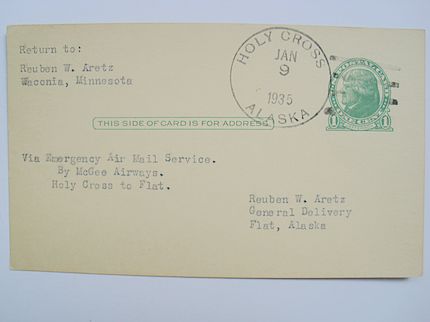 Return to:
Reuben W. Aretz
Waconia, Minnesota
HOLY CROSS
JAN
9
1935
ALASKA
THIS SIDE OF CARD IS FOR ADDRESS
Via Emergency Air Mail Service.
By McGee Airways.
Holy Cross to Flat.
Reuben W. Aretz
General Delivery
Flat, Alaska